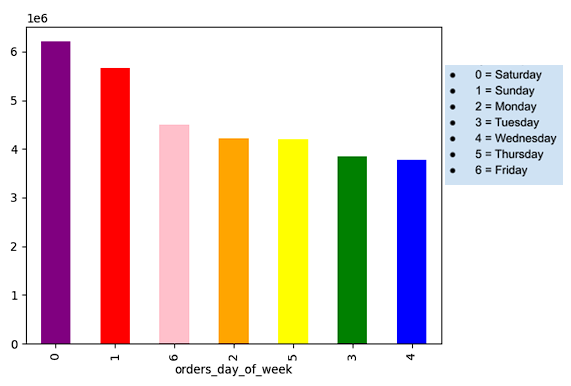 1e6
6
5
4
3
2
1
0
0 1 6 2 5 3 4
orders_day_of_week
• 0 = Saturday
• 1 = Sunday
• 2 = Monday
• 3 = Tuesday
• 4 = Wednesday
• 5 = Thursday
• 6 = Friday